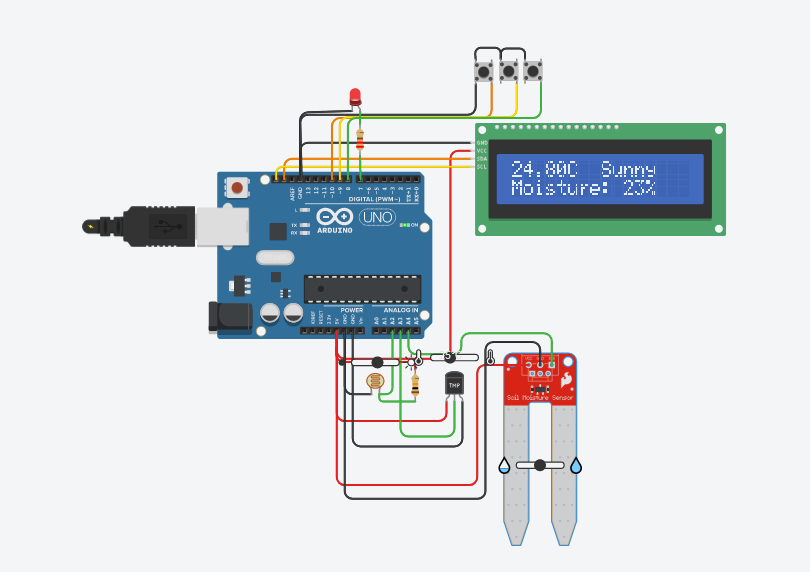 GND
VCC
SDA
SCL
24.80C Sunny
Moisture: 23%
AREF
GND
13
12
~11
~10
~9
8
7
~6
~5
4
~3
2
TX→1
RX←0
DIGITAL (PWM~)
L
TX
RX
UNO
ARDUINO
ON
POWER
ANALOG IN
IOREF
RESET
3.3V
5V
GND
GND
Vin
A0
A1
A2
A3
A4
A5
TMP
Soil Moisture Sensor